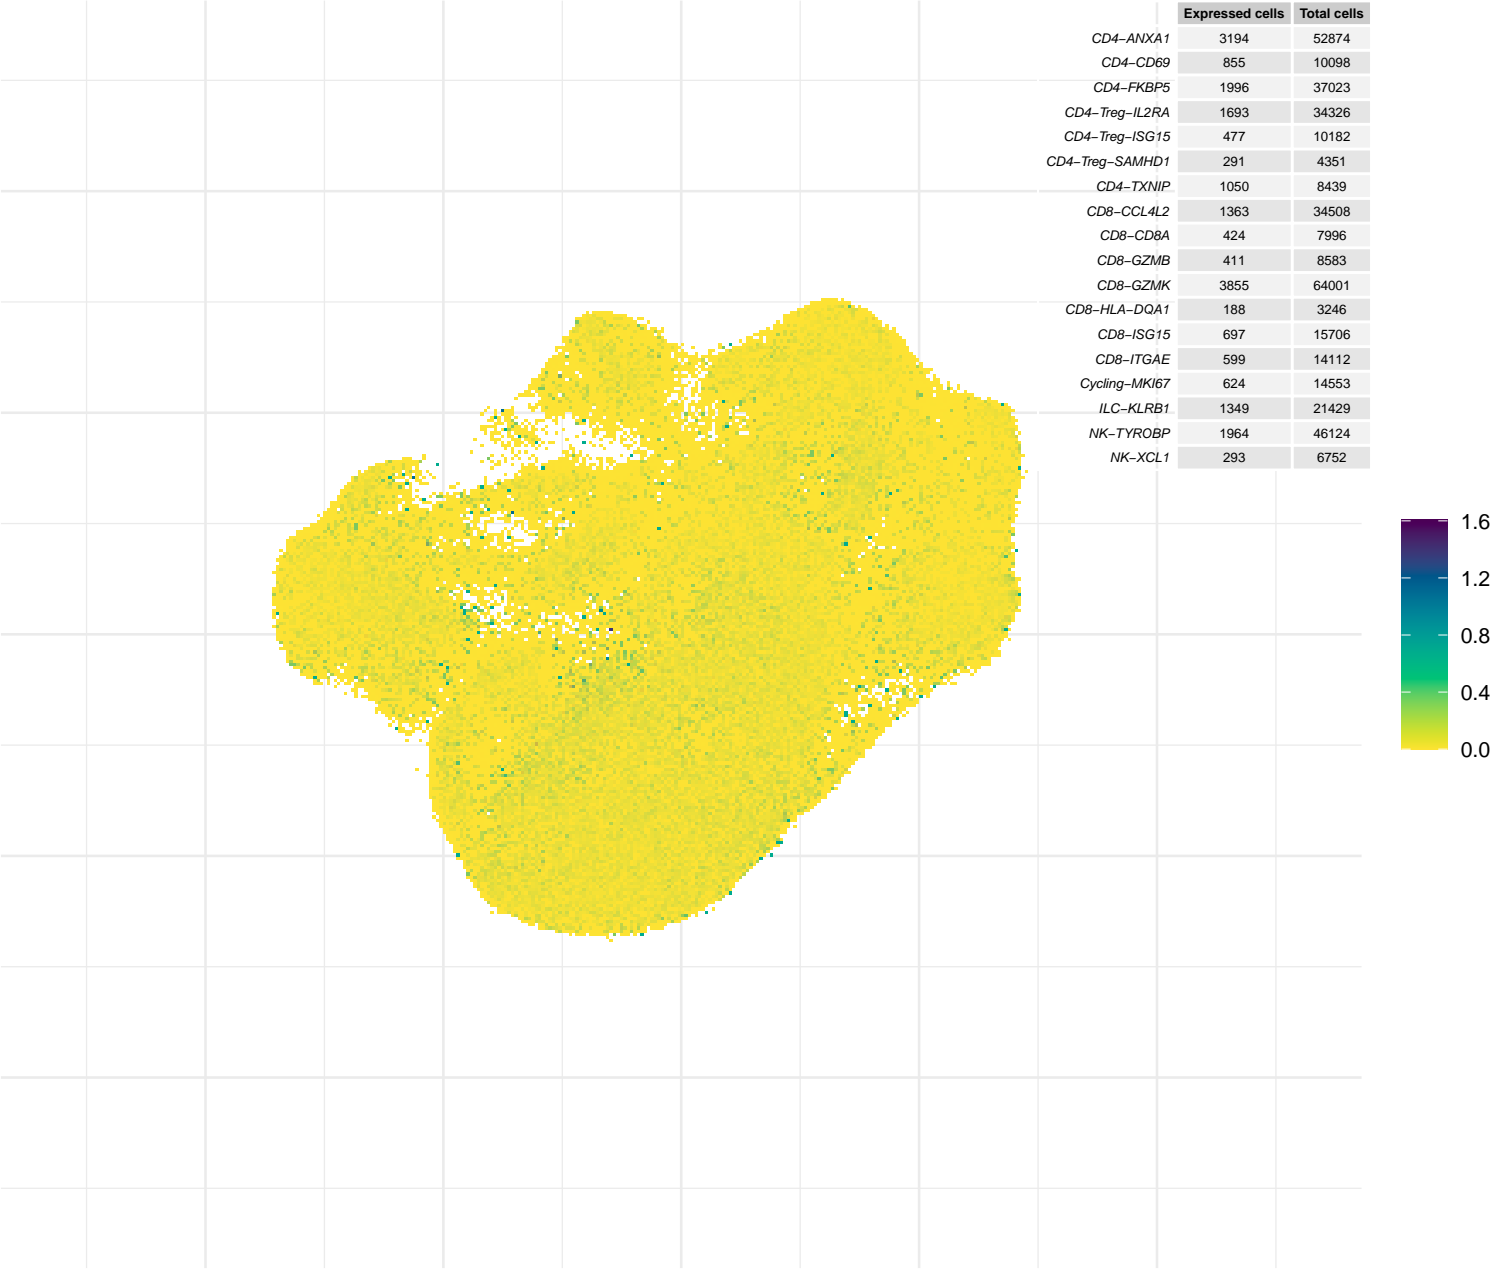 Expressed cells Total cells
CD4−ANXA1 3194 52874
CD4−CD69 855 10098
CD4−FKBP5 1996 37023
CD4−Treg−IL2RA 1693 34326
CD4−Treg−ISG15 477 10182
CD4−Treg−SAMHD1 291 4351
CD4−TXNIP 1050 8439
CD8−CCL4L2 1363 34508
CD8−CD8A 424 7996
CD8−GZMB 411 8583
CD8−GZMK 3855 64001
CD8−HLA−DQA1 188 3246
CD8−ISG15 697 15706
CD8−ITGAE 599 14112
Cycling−MKI67 624 14553
ILC−KLRB1 1349 21429
NK−TYROBP 1964 46124
NK−XCL1 293 6752
1.6
1.2
0.8
0.4
0.0